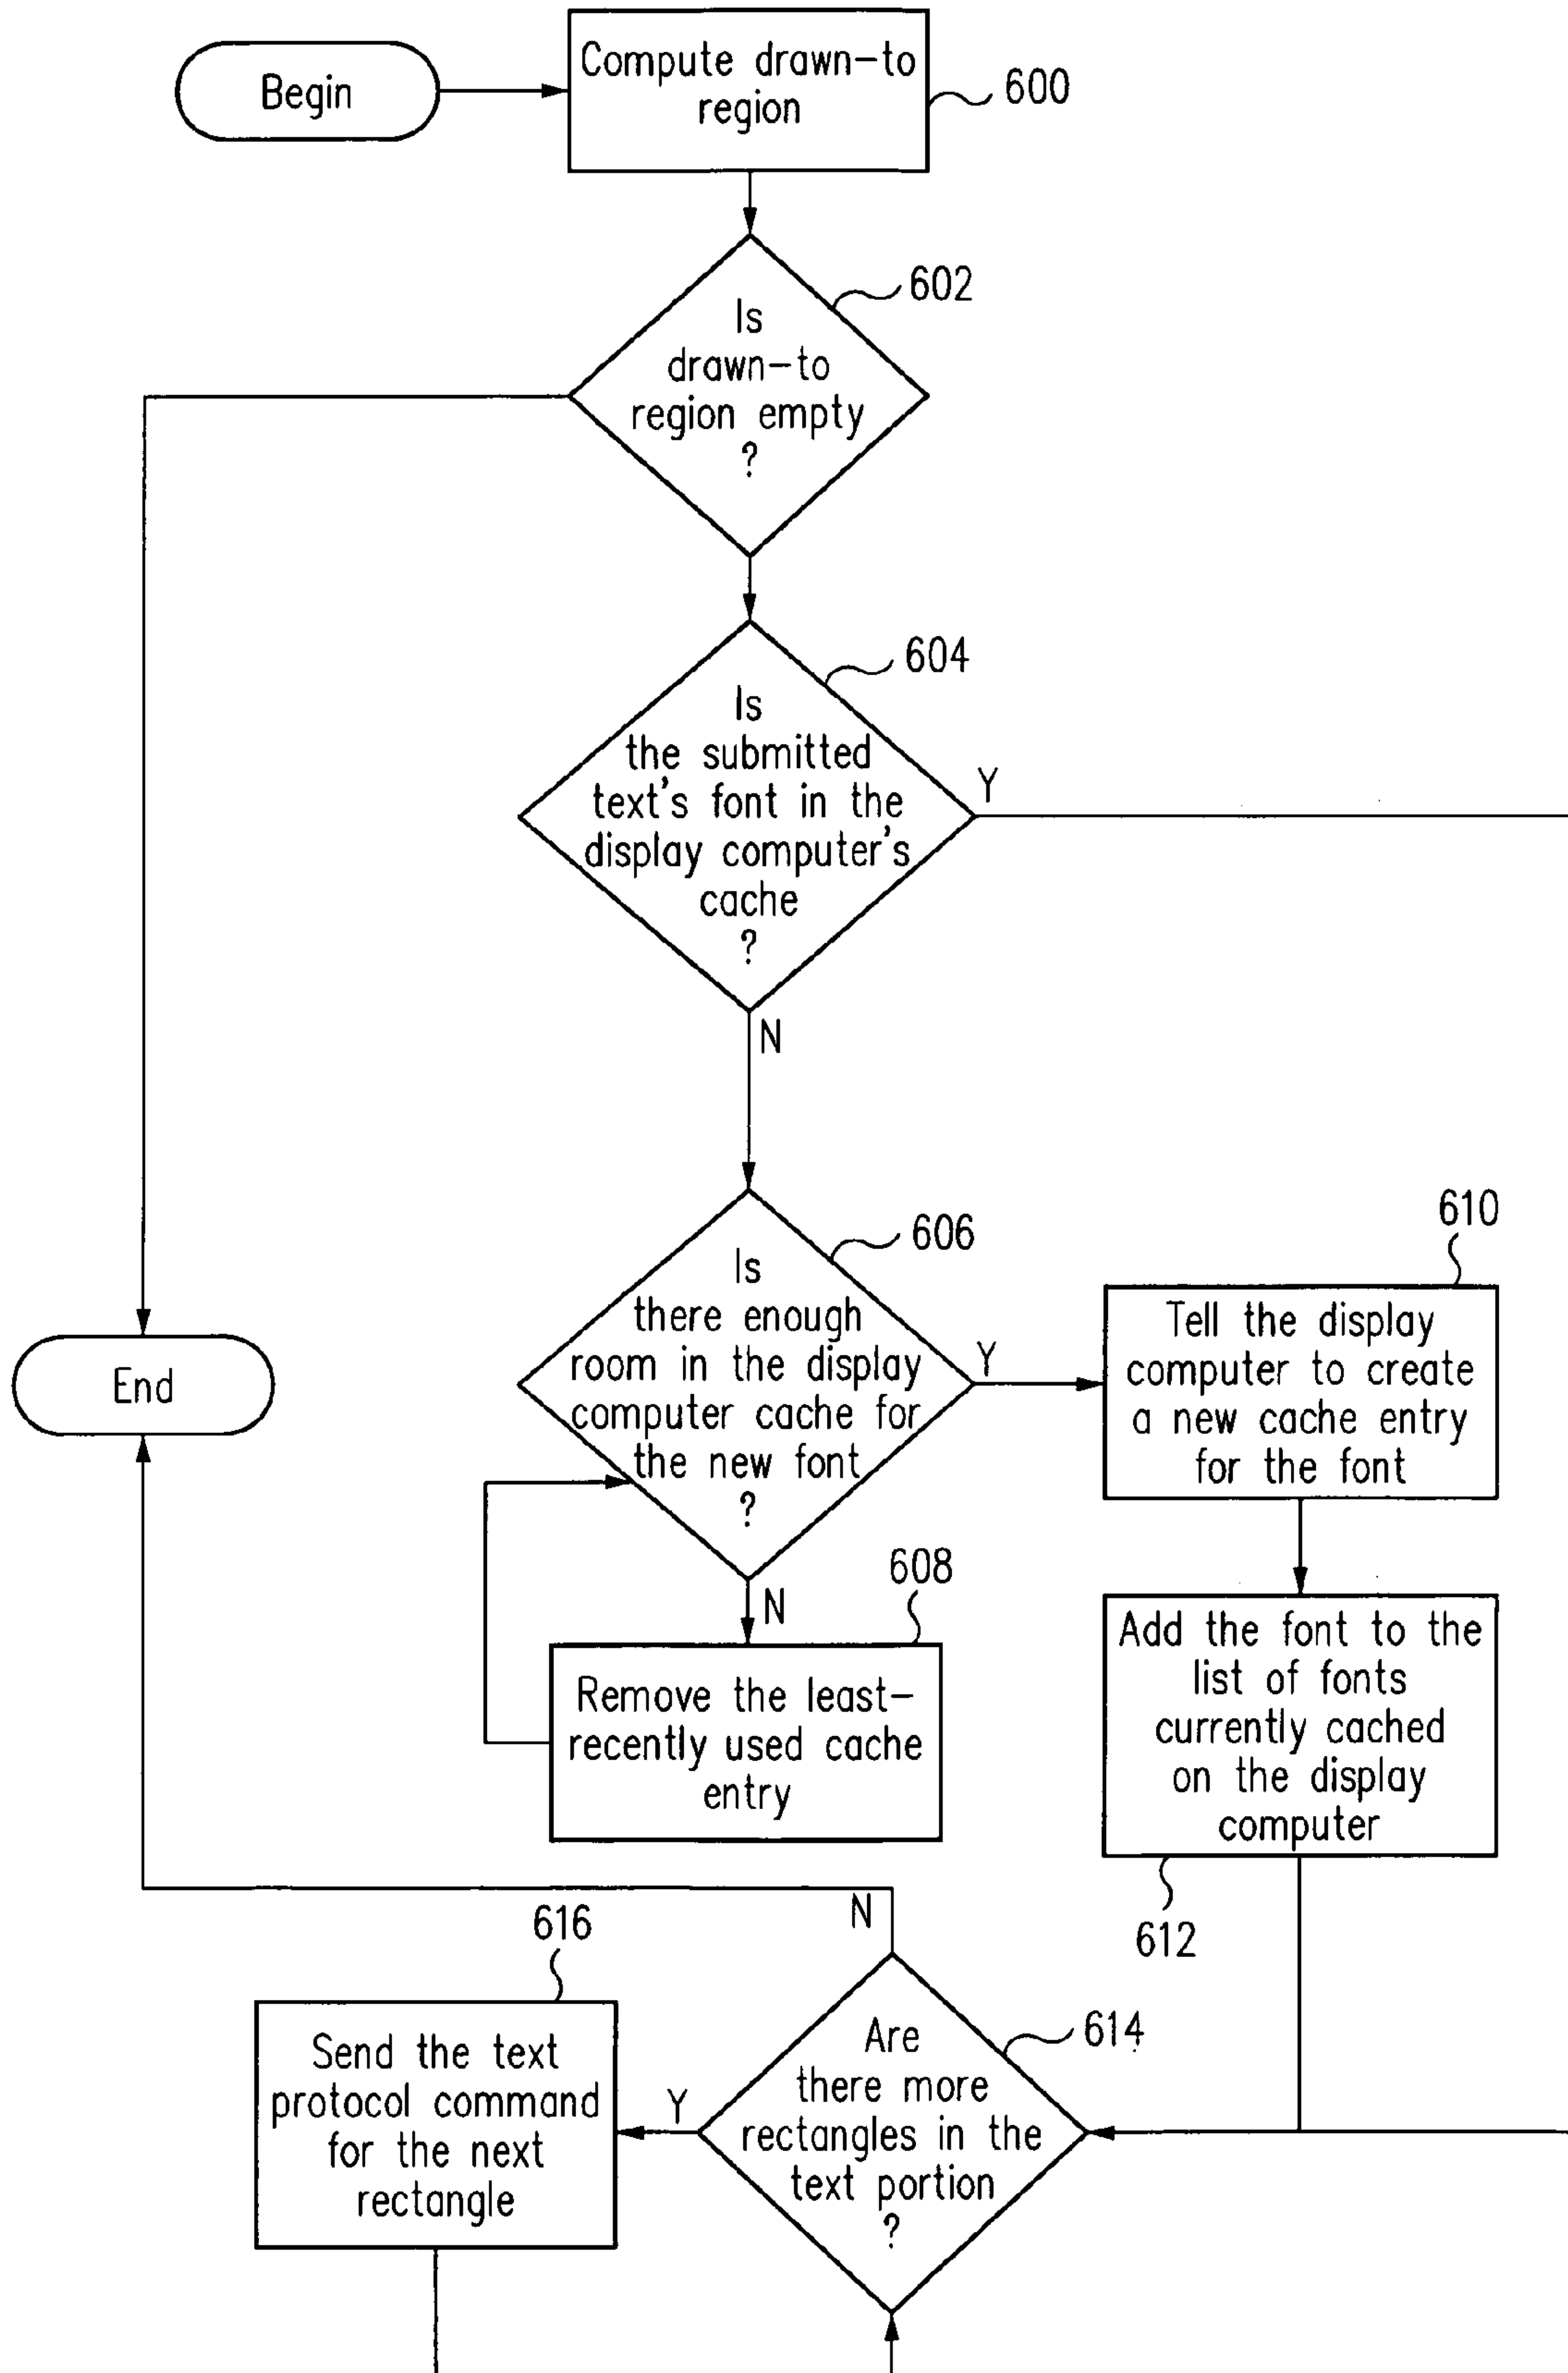 Begin
Compute drawn-to
region
600
602
Is
drawn-to
region empty
?
604
Is
the submitted
text's font in the
display computer's
cache
?
Y
N
606
Is
there enough
room in the display
computer cache for
the new font
?
Y
N
610
Tell the display
computer to create
a new cache entry
for the font
End
608
Remove the least-
recently used cache
entry
Add the font to the
list of fonts
currently cached
on the display
computer
612
N
616
Send the text
protocol command
for the next
rectangle
Y
614
Are
there more
rectangles in the
text portion
?